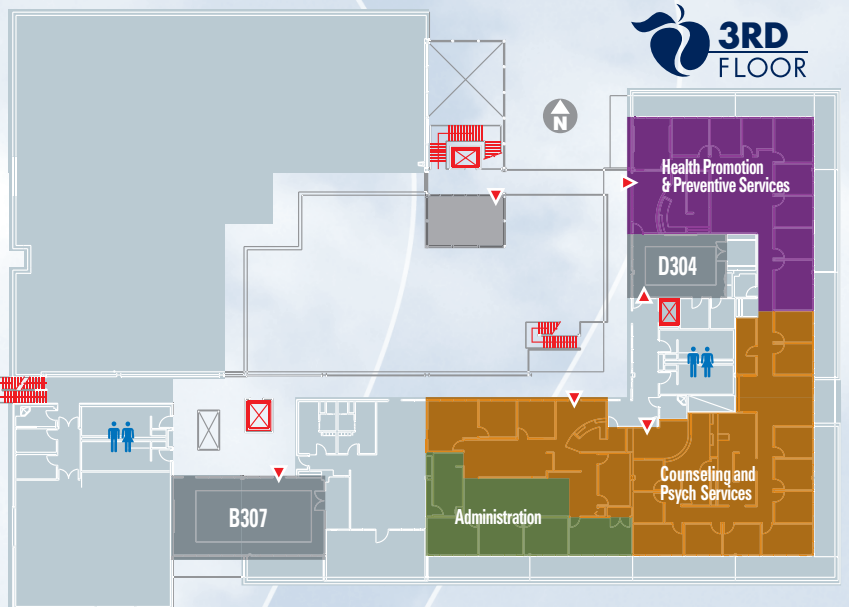 3RD
FLOOR
N
Health Promotion
& Preventive Services
D304
Counseling and
Psych Services
B307
Administration